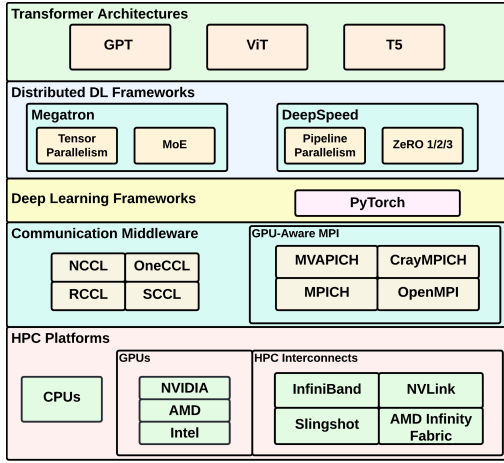 Transformer Architectures
GPT
ViT
T5
Distributed DL Frameworks
Megatron
Tensor
Parallelism
MoE
DeepSpeed
Pipeline
Parallelism
ZeRO 1/2/3
Deep Learning Frameworks
PyTorch
Communication Middleware
NCCL
OneCCL
RCCL
SCCL
GPU-Aware MPI
MVAPICH
CrayMPICH
MPICH
OpenMPI
HPC Platforms
CPUs
GPUs
NVIDIA
AMD
Intel
HPC Interconnects
InfiniBand
NVLink
Slingshot
AMD Infinity
Fabric